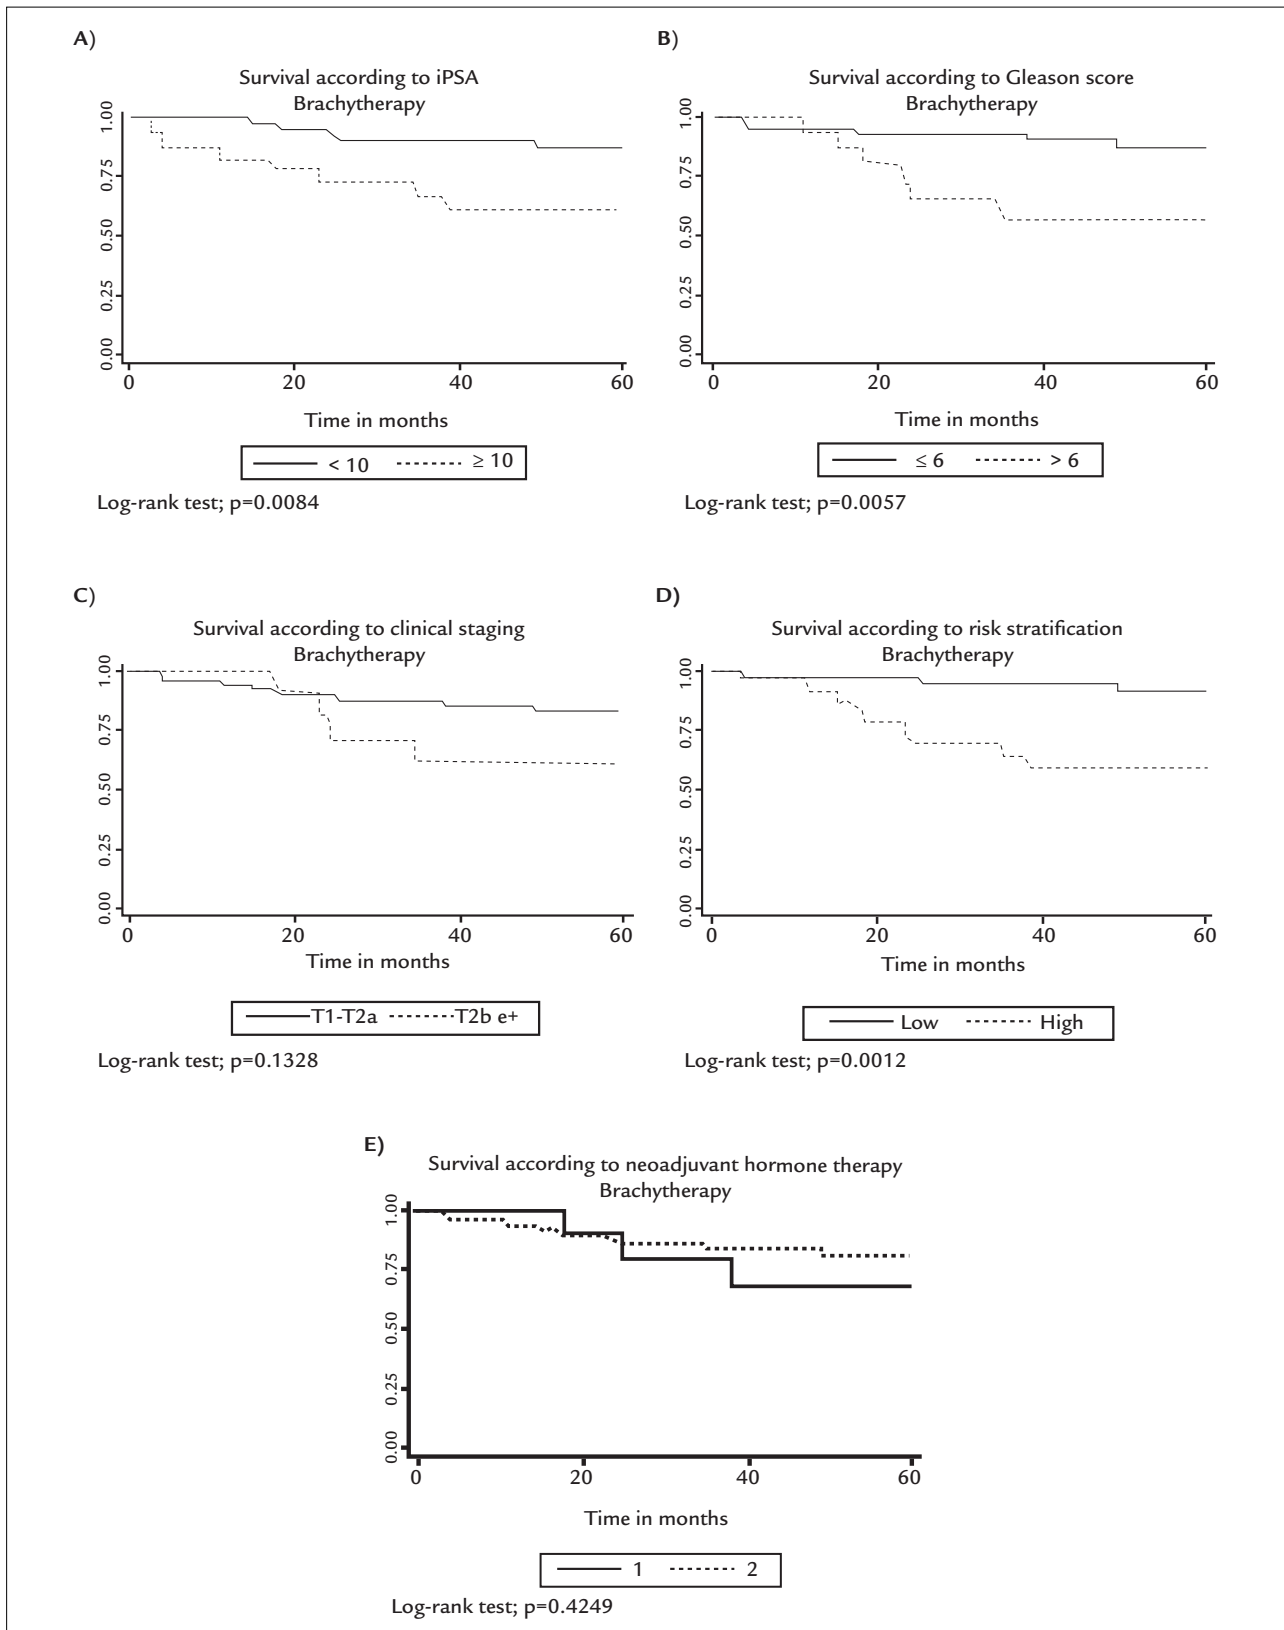 A)
Survival according to iPSA
Brachytherapy
1.00
0.75
0.50
0.25
0.00
0 20 40 60
Time in months
< 10 ≥ 10
Log-rank test; p=0.0084
B)
Survival according to Gleason score
Brachytherapy
1.00
0.75
0.50
0.25
0.00
0 20 40 60
Time in months
≤ 6 > 6
Log-rank test; p=0.0057
C)
Survival according to clinical staging
Brachytherapy
1.00
0.75
0.50
0.25
0.00
0 20 40 60
Time in months
T1-T2a T2b e+
Log-rank test; p=0.1328
D)
Survival according to risk stratification
Brachytherapy
1.00
0.75
0.50
0.25
0.00
0 20 40 60
Time in months
Low High
Log-rank test; p=0.0012
E)
Survival according to neoadjuvant hormone therapy
Brachytherapy
1.00
0.75
0.50
0.25
0.00
0 20 40 60
Time in months
1 2
Log-rank test; p=0.4249